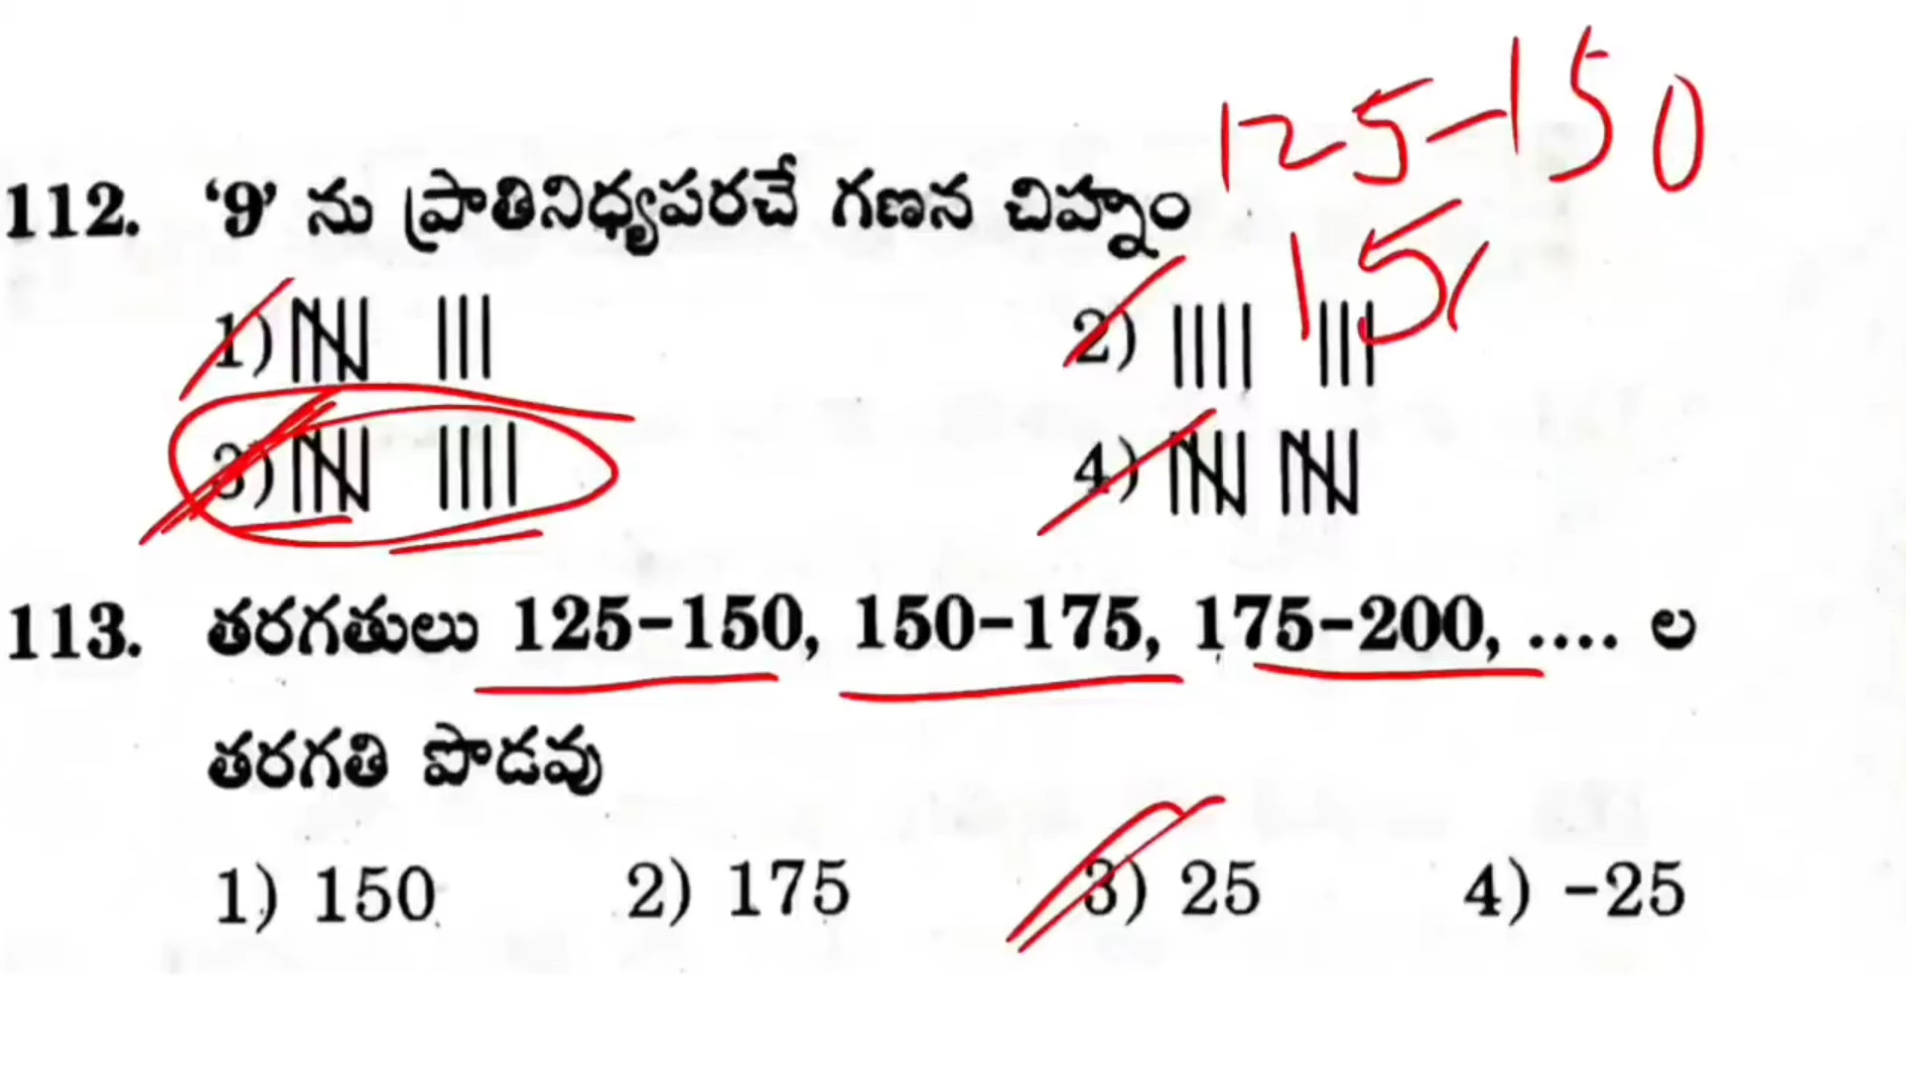 125-150
112. ‘9’ ను ప్రాతినిధ్యపరచే గణన చిహ్నం
15
1) 2)
3) 4)
113. తరగతులు 125-150, 150-175, 175-200, .... ల
తరగతి పొడవు
1) 150 2) 175 3) 25 4) -25